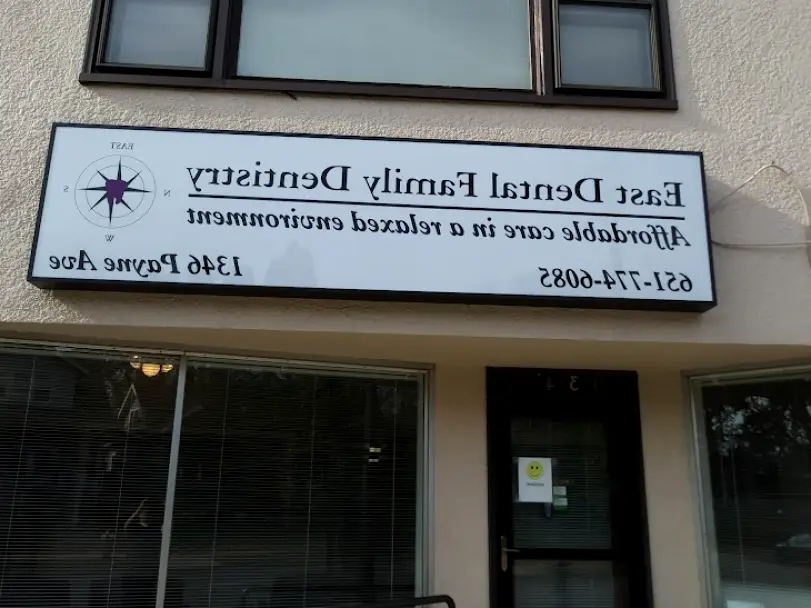 East Dental Family Dentistry
Affordable care in a relaxed environment
651-774-6085 1346 Payne Ave
EAST
N
S
W